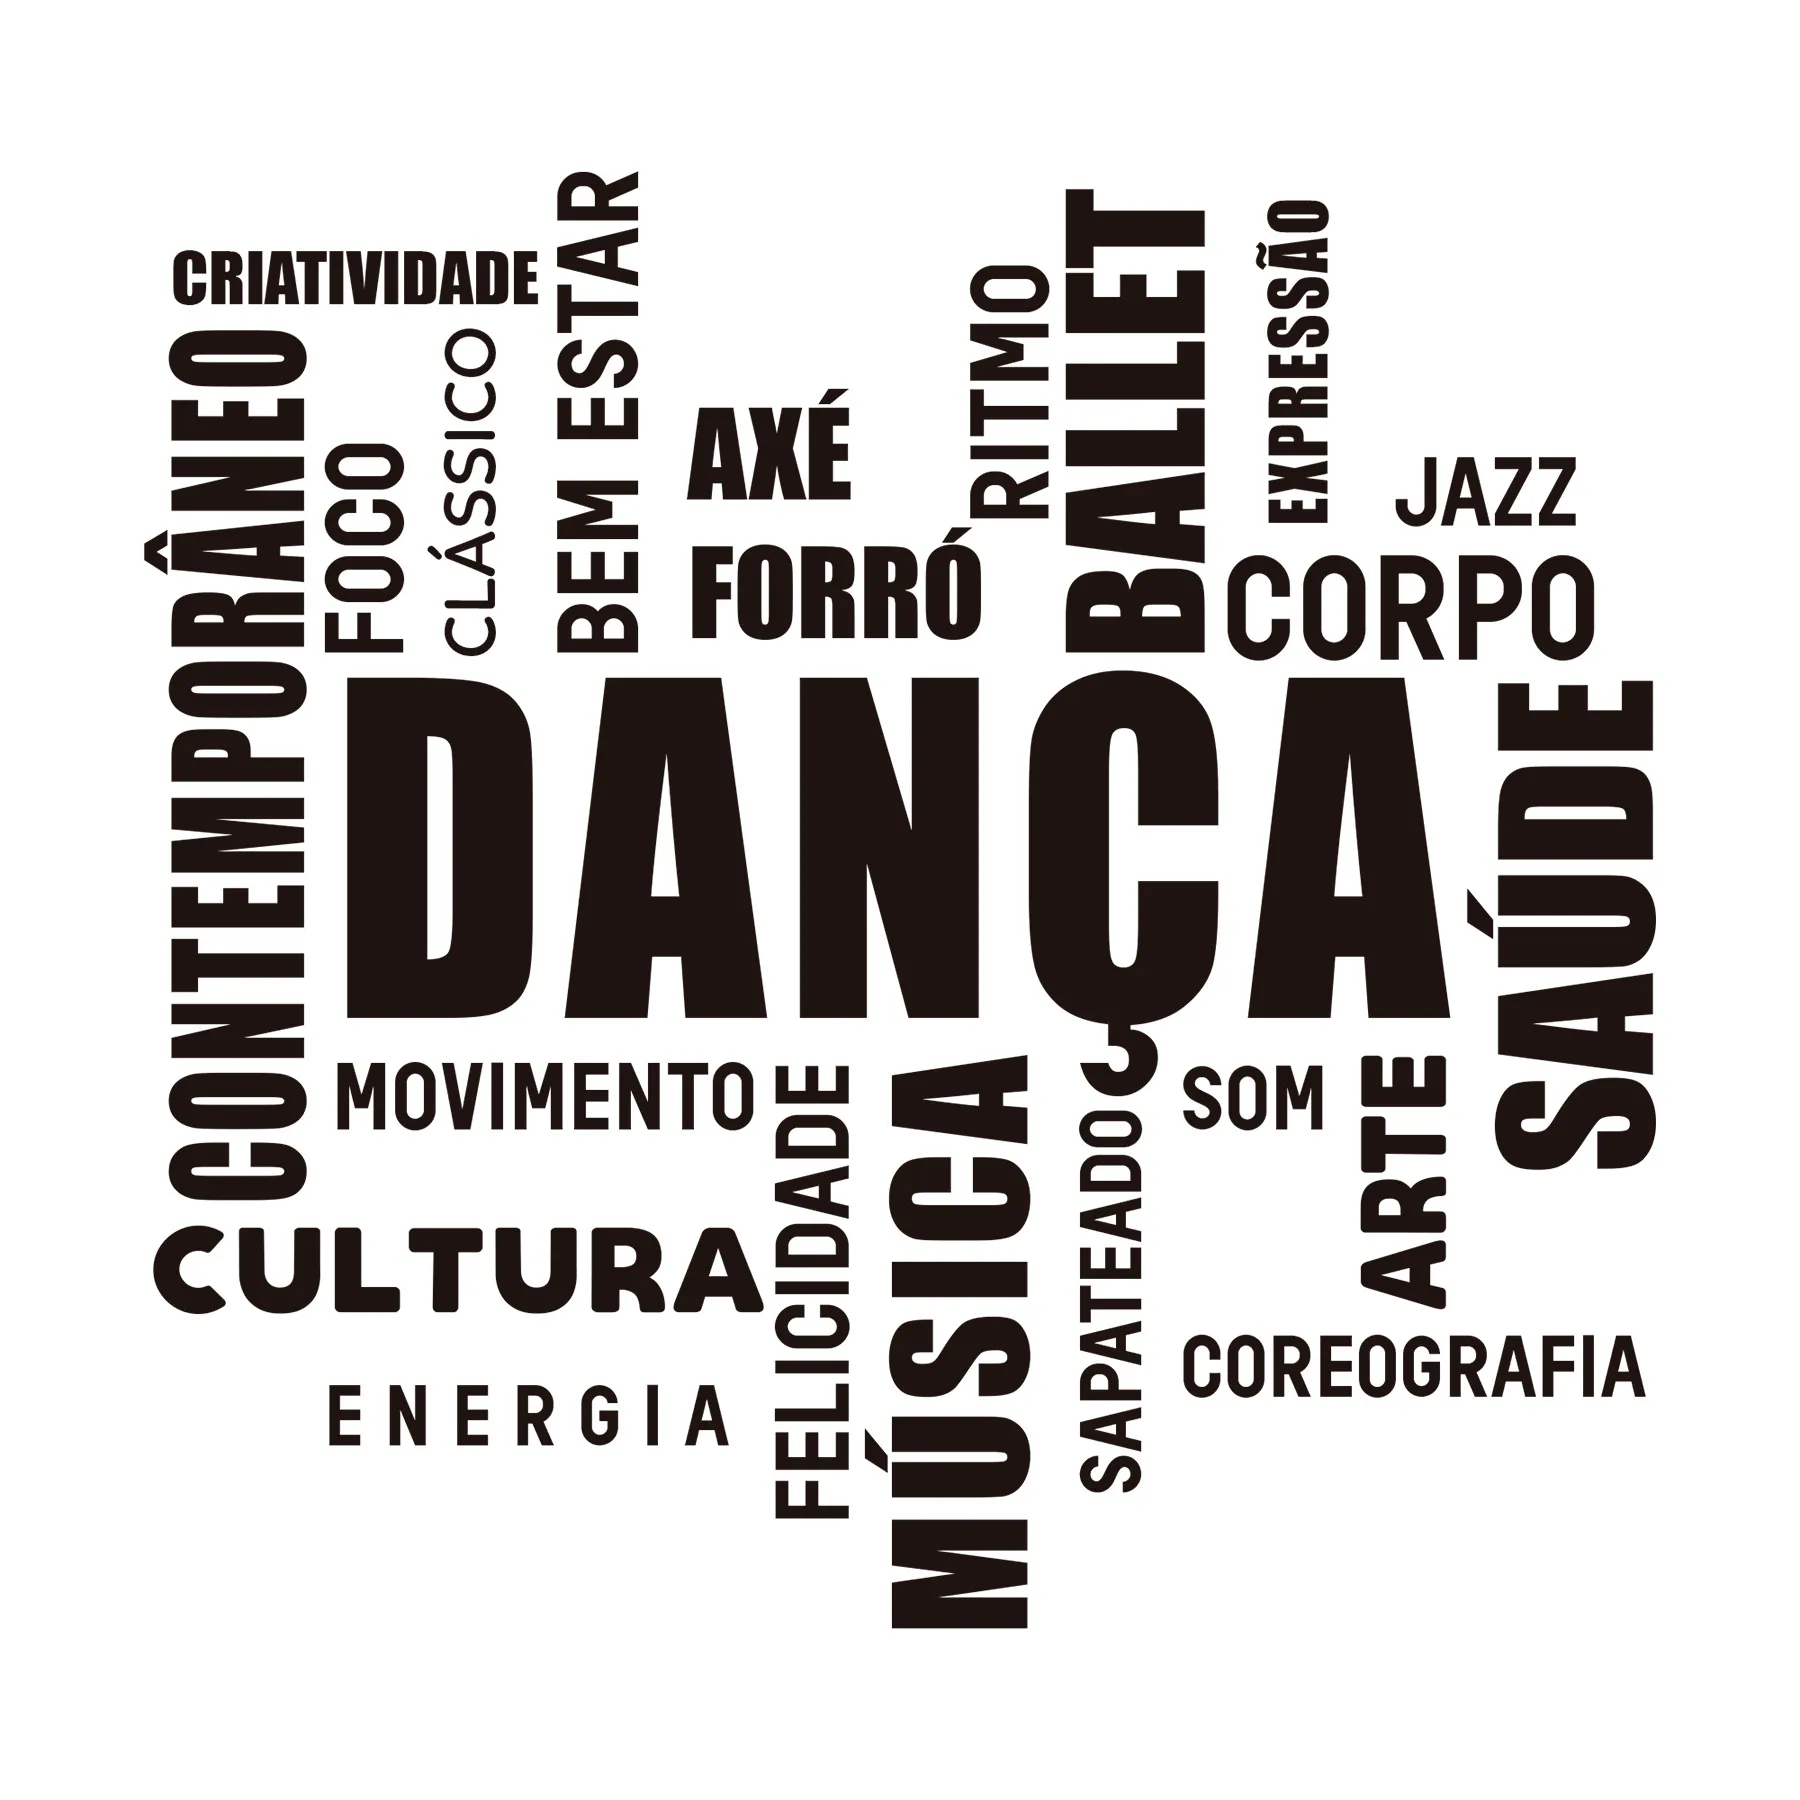 CRIATIVIDADE
CONTEMPORÂNEO
FOCO
CLÁSSICO
BEM ESTAR
AXÉ
FORRÓ
RITMO
BALLET
EXPRESSÃO
JAZZ
CORPO
DANÇA
SAÚDE
MOVIMENTO
CULTURA
ENERGIA
FELICIDADE
MÚSICA
SAPATEADO
SOM
ARTE
COREOGRAFIA